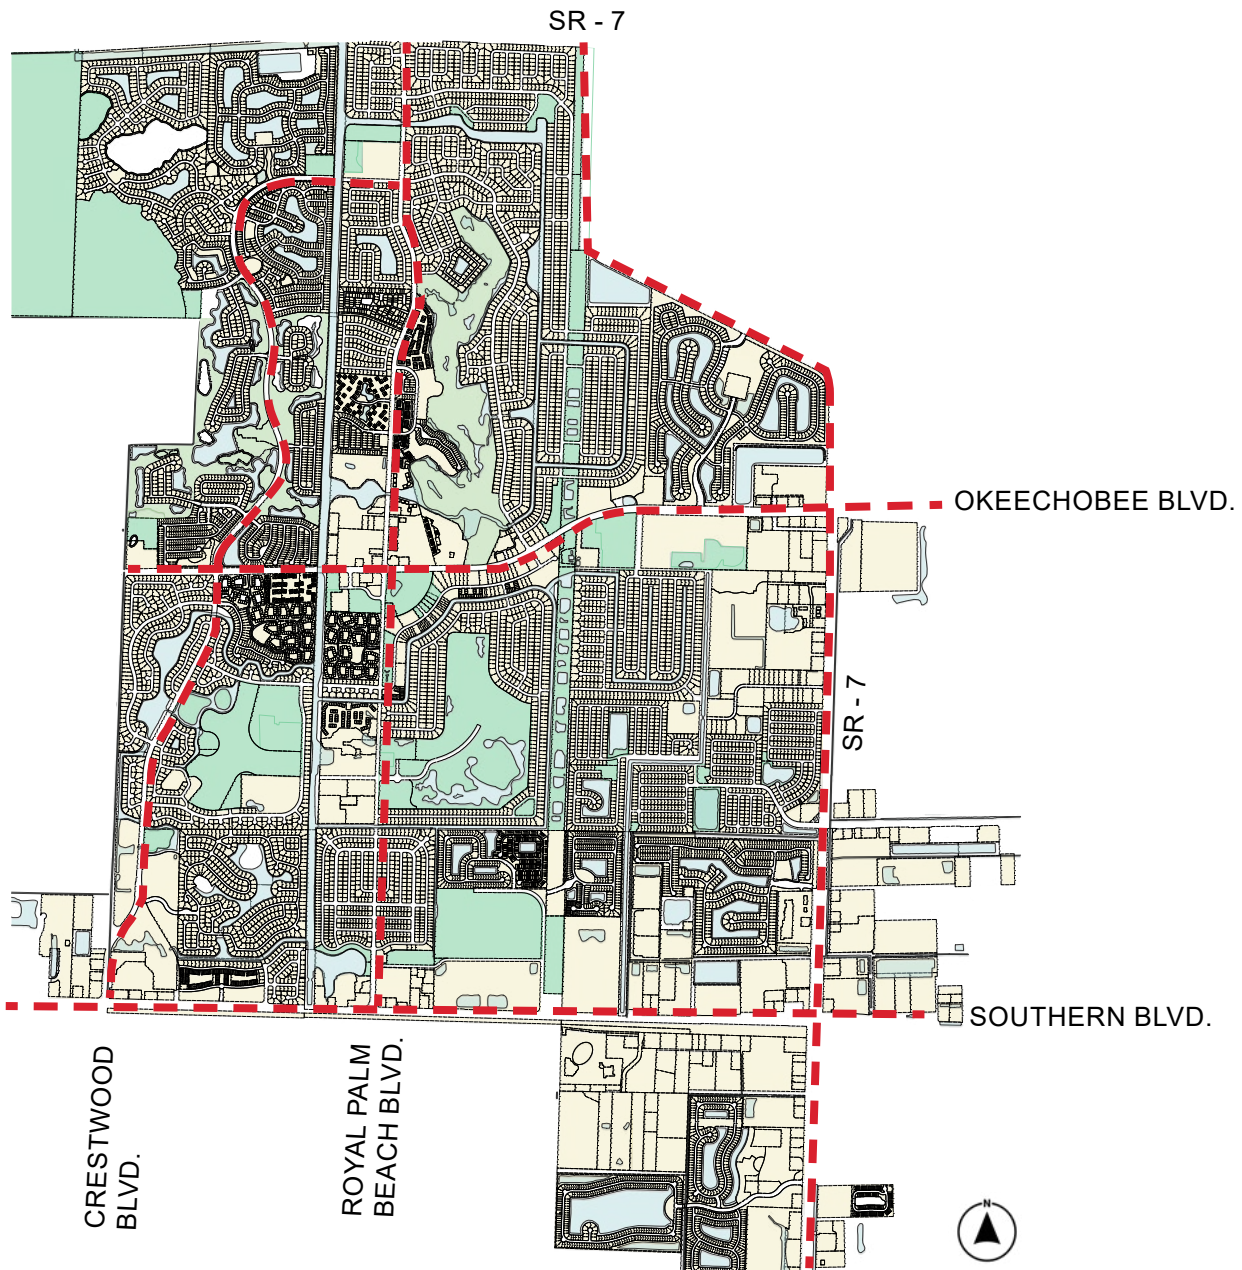 SR - 7
OKEECHOBEE BLVD.
SR - 7
SOUTHERN BLVD.
CRESTWOOD
BLVD.
ROYAL PALM
BEACH BLVD.
N